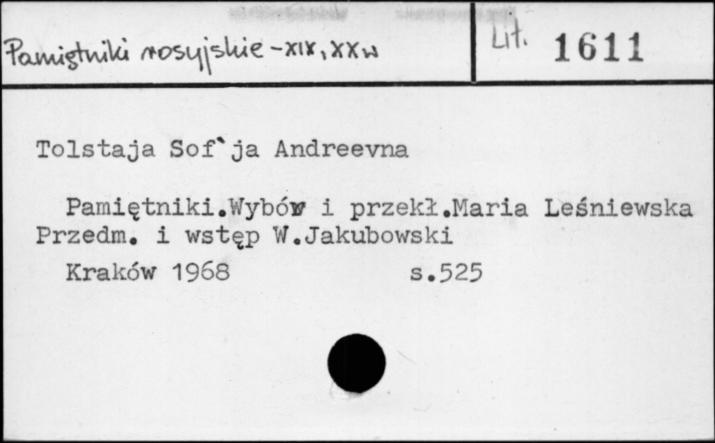 Pamiętniki rosyjskie - XIX, XX w
Lit. 1611
Tolstaja Sof`ja Andreevna
Pamiętniki.Wybór i przekł.Maria Leśniewska
Przedm. i wstęp W.Jakubowski
Kraków 1968 s.525